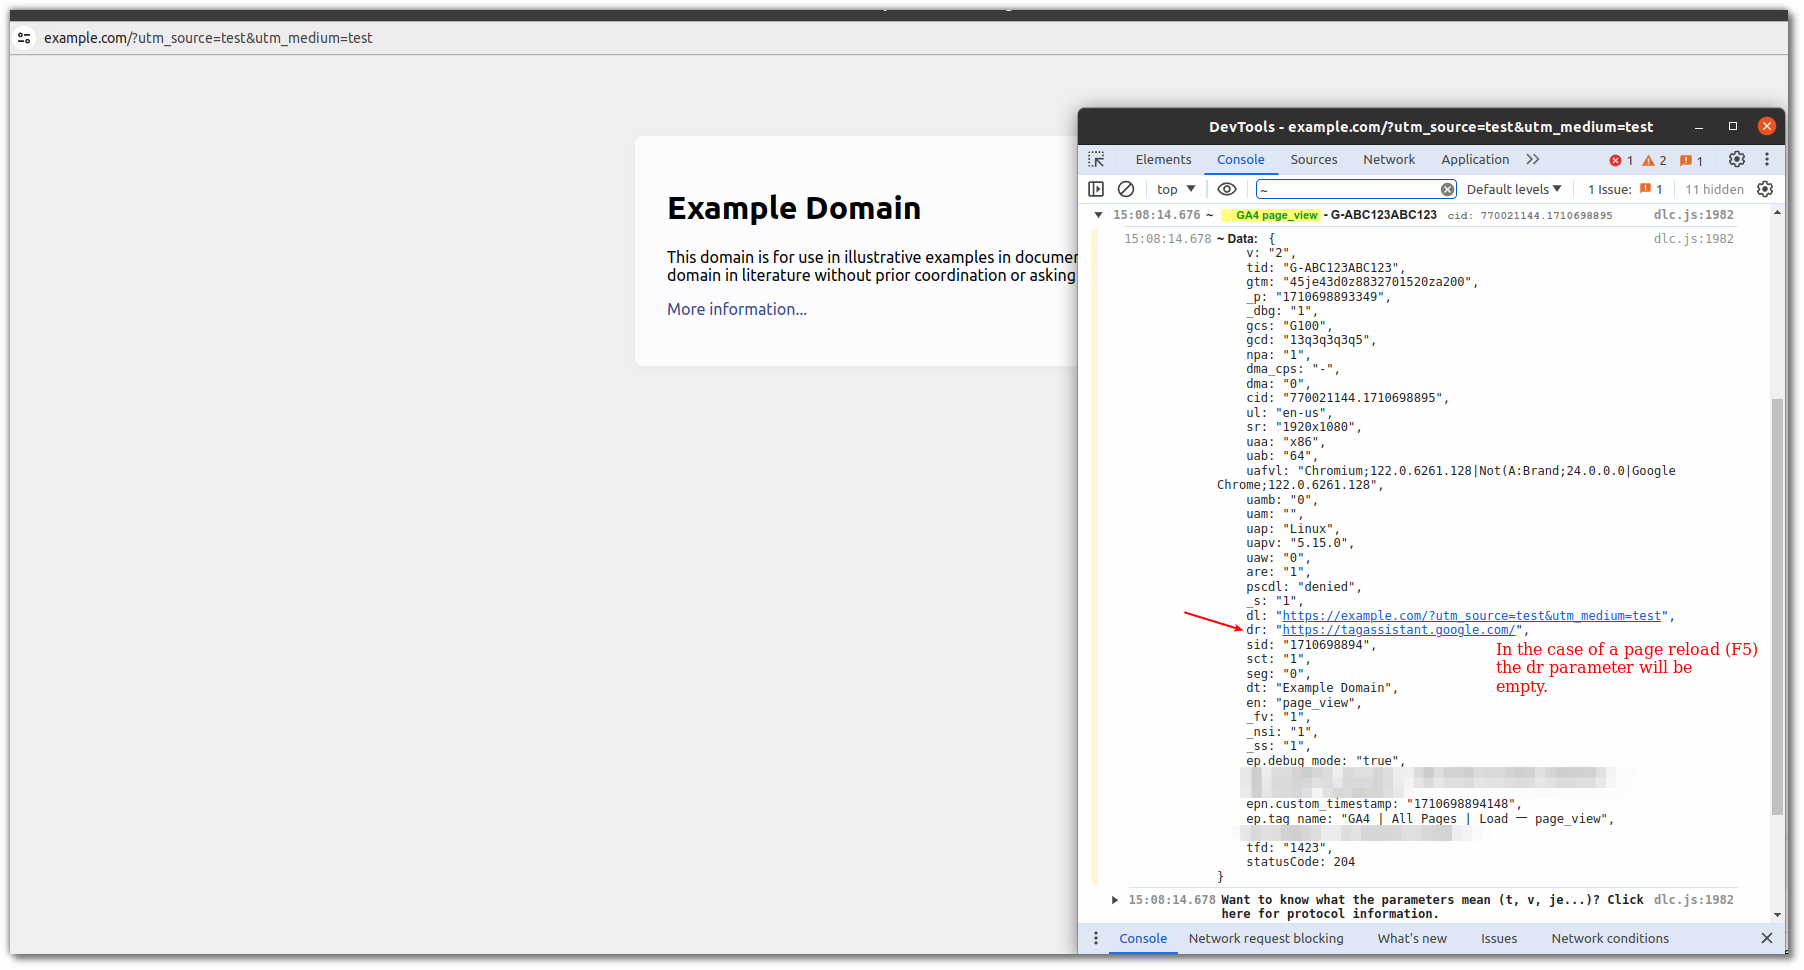 example.com/?utm_source=test&utm_medium=test
Example Domain
This domain is for use in illustrative examples in documen
domain in literature without prior coordination or asking
More information...
DevTools - example.com/?utm_source=test&utm_medium=test
Elements Console Sources Network Application 1 2 1
top ~ Default levels 1 Issue: 1 11 hidden
15:08:14.676 ~ GA4 page_view - G-ABC123ABC123 cid: 770021144.1710698895 dlc.js:1982
15:08:14.678 ~ Data: { dlc.js:1982
v: "2",
tid: "G-ABC123ABC123",
gtm: "45je43d0z8832701520za200",
_p: "1710698893349",
_dbg: "1",
gcs: "G100",
gcd: "13q3q3q3q5",
npa: "1",
dma_cps: "-",
dma: "0",
cid: "770021144.1710698895",
ul: "en-us",
sr: "1920x1080",
uaa: "x86",
uab: "64",
uafvl: "Chromium;122.0.6261.128|Not(A:Brand;24.0.0.0|Google
Chrome;122.0.6261.128",
uamb: "0",
uam: "",
uap: "Linux",
uapv: "5.15.0",
uaw: "0",
are: "1",
pscdl: "denied",
_s: "1",
dl: "https://example.com/?utm_source=test&utm_medium=test",
dr: "https://tagassistant.google.com/",
sid: "1710698894",
sct: "1",
seg: "0",
dt: "Example Domain",
en: "page_view",
_fv: "1",
_nsi: "1",
_ss: "1",
ep.debug_mode: "true",
epn.custom_timestamp: "1710698894148",
ep.tag_name: "GA4 | All Pages | Load — page_view",
tfd: "1423",
statusCode: 204
}
In the case of a page reload (F5)
the dr parameter will be
empty.
15:08:14.678 Want to know what the parameters mean (t, v, je...)? Click dlc.js:1982
here for protocol information.
Console Network request blocking What's new Issues Network conditions